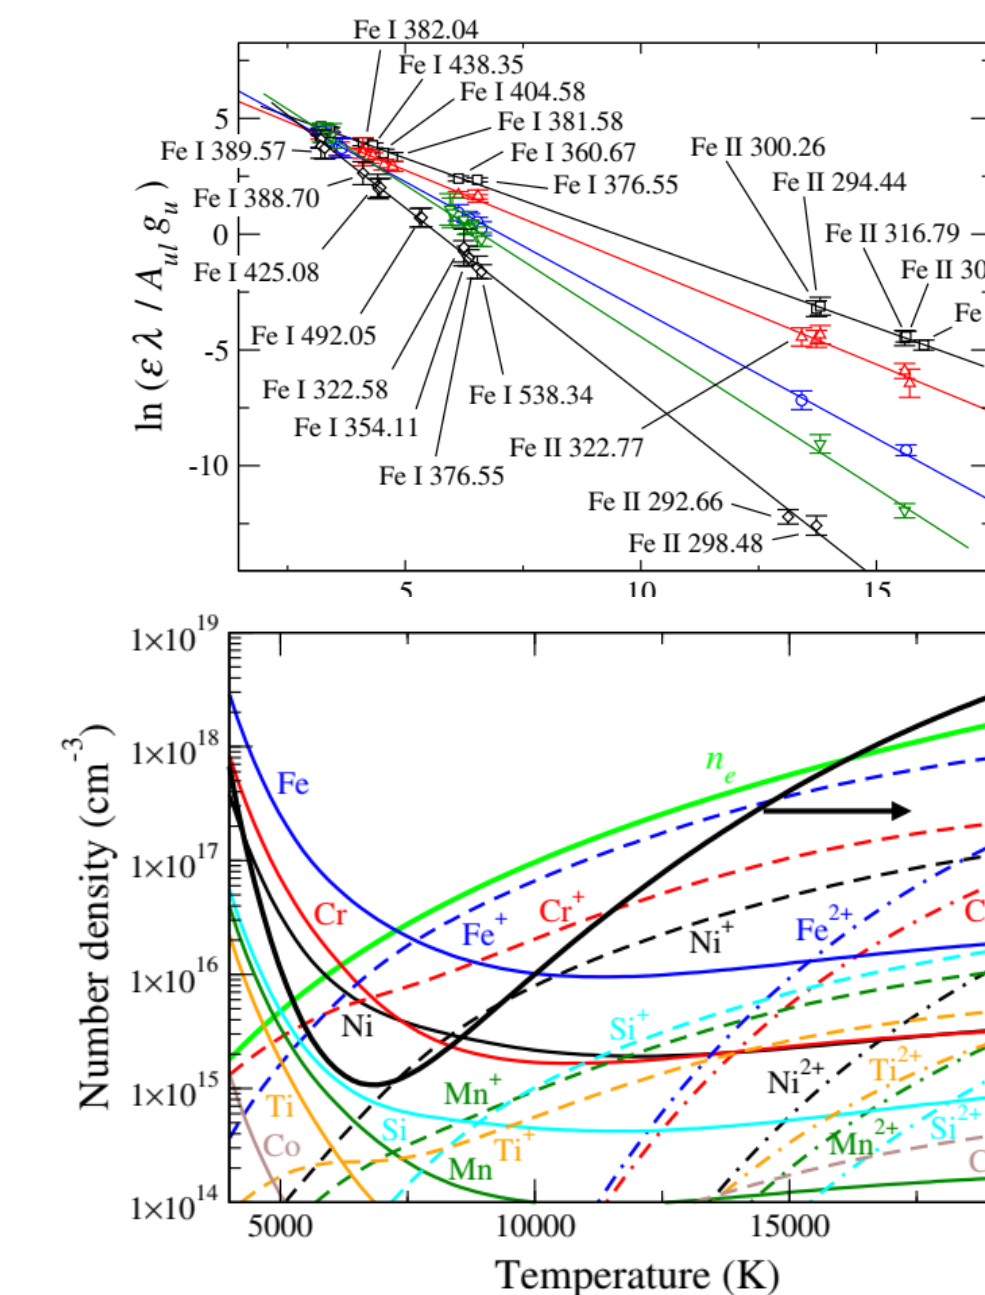 Fe I 382.04
Fe I 438.35
Fe I 404.58
Fe I 381.58
Fe I 360.67
Fe I 376.55
Fe I 389.57
Fe I 388.70
Fe I 425.08
Fe I 492.05
Fe I 322.58
Fe I 354.11
Fe I 376.55
Fe I 538.34
Fe II 300.26
Fe II 294.44
Fe II 316.79
Fe II 30
Fe
Fe II 322.77
Fe II 292.66
Fe II 298.48
ln (ε λ / A_ul g_u)
5
0
-5
-10
5 10 15
1×10^19
1×10^18
1×10^17
1×10^16
1×10^15
1×10^14
Number density (cm^-3)
Fe
n_e
Cr
Fe^+
Cr^+
Ni^+
Fe^2+
C
Ni
Si^+
Ni^2+
Ti^2+
Mn^+
Ti
Si
Ti^+
Mn^2+
Si^2+
Co
Mn
C
5000 10000 15000
Temperature (K)